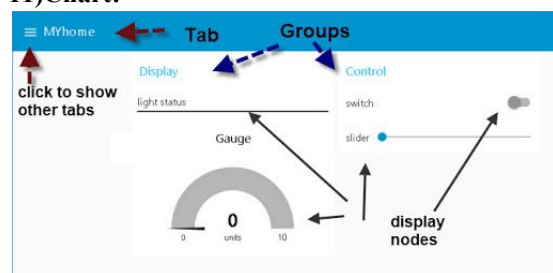 11)Chart:
MYhome
Tab
Groups
Display
Control
click to show
other tabs
light status
switch
Gauge
slider
0
0
units
10
display
nodes